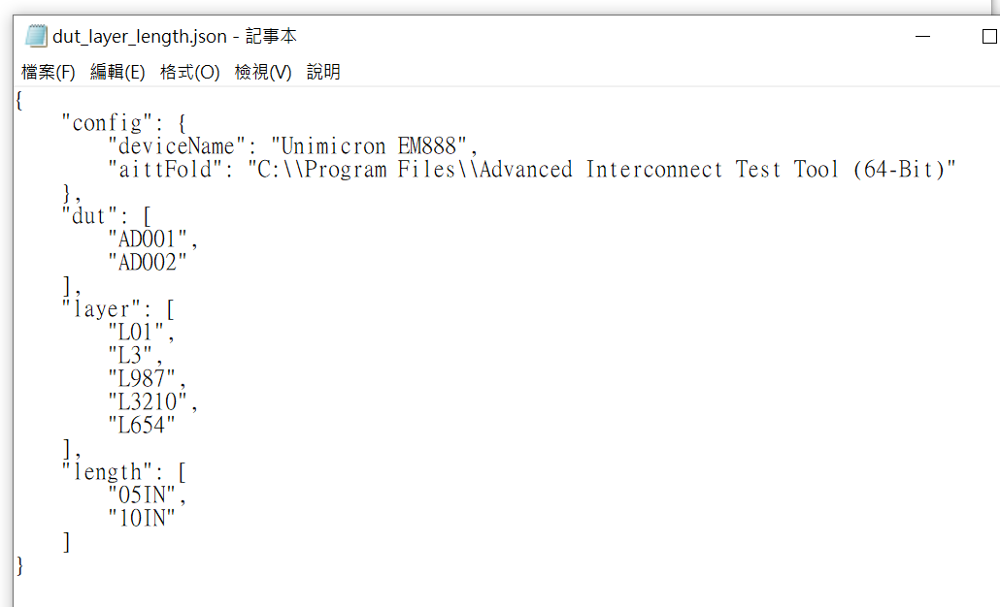 dut_layer_length.json - 記事本
檔案(F) 編輯(E) 格式(O) 檢視(V) 說明
{
    "config": {
        "deviceName": "Unimicron EM888",
        "aittFold": "C:\\Program Files\\Advanced Interconnect Test Tool (64-Bit)"
    },
    "dut": [
        "AD001",
        "AD002"
    ],
    "layer": [
        "L01",
        "L3",
        "L987",
        "L3210",
        "L654"
    ],
    "length": [
        "05IN",
        "10IN"
    ]
}